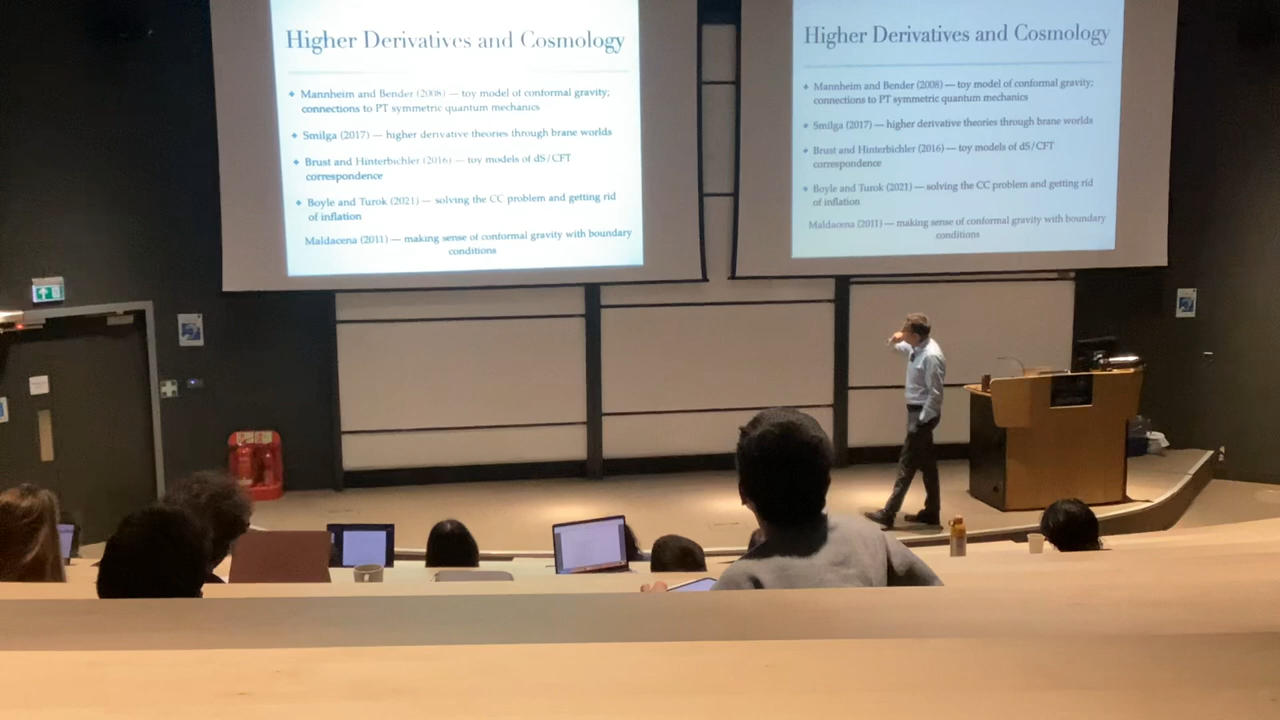 Higher Derivatives and Cosmology
Mannheim and Bender (2008) — toy model of conformal gravity;
connections to PT symmetric quantum mechanics
Smilga (2017) — higher derivative theories through brane worlds
Brust and Hinterbichler (2016) — toy models of dS/CFT
correspondence
Boyle and Turok (2021) — solving the CC problem and getting rid
of inflation
Maldacena (2011) — making sense of conformal gravity with boundary
conditions
Higher Derivatives and Cosmology
Mannheim and Bender (2008) — toy model of conformal gravity;
connections to PT symmetric quantum mechanics
Smilga (2017) — higher derivative theories through brane worlds
Brust and Hinterbichler (2016) — toy models of dS/CFT
correspondence
Boyle and Turok (2021) — solving the CC problem and getting rid
of inflation
Maldacena (2011) — making sense of conformal gravity with boundary
conditions